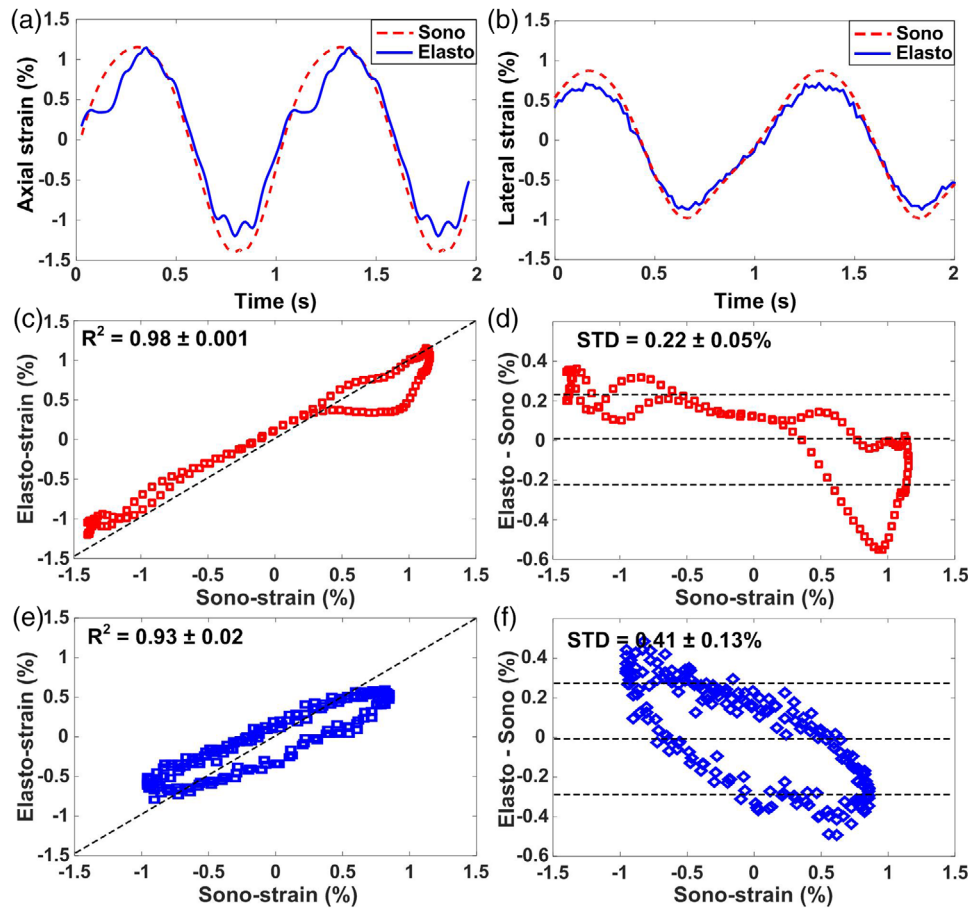 (a)
Sono
Elasto
Axial strain (%)
1.5
1
0.5
0
-0.5
-1
-1.5
0 0.5 1 1.5 2
Time (s)
(b)
Sono
Elasto
Lateral strain (%)
1.5
1
0.5
0
-0.5
-1
-1.5
0 0.5 1 1.5 2
Time (s)
(c)
R² = 0.98 ± 0.001
Elasto-strain (%)
1.5
1
0.5
0
-0.5
-1
-1.5
-1.5 -1 -0.5 0 0.5 1 1.5
Sono-strain (%)
(d)
STD = 0.22 ± 0.05%
Elasto - Sono (%)
0.4
0.2
0
-0.2
-0.4
-0.6
-1.5 -1 -0.5 0 0.5 1 1.5
Sono-strain (%)
(e)
R² = 0.93 ± 0.02
Elasto-strain (%)
1.5
1
0.5
0
-0.5
-1
-1.5
-1.5 -1 -0.5 0 0.5 1 1.5
Sono-strain (%)
(f)
STD = 0.41 ± 0.13%
Elasto - Sono (%)
0.4
0.2
0
-0.2
-0.4
-0.6
-1.5 -1 -0.5 0 0.5 1 1.5
Sono-strain (%)